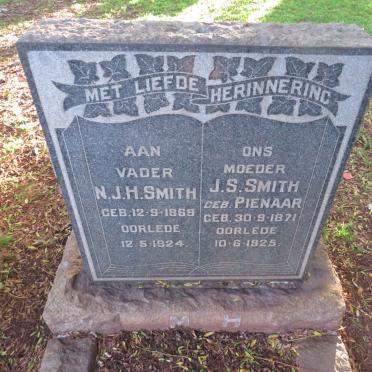 MET LIEFDE HERINNERING
AAN
VADER
N.J.H. SMITH
GEB. 12-9-1869
OORLEDE
12-5-1924.
ONS
MOEDER
J.S. SMITH
GEB. PIENAAR
GEB. 30-9-1871
OORLEDE
10-6-1925.